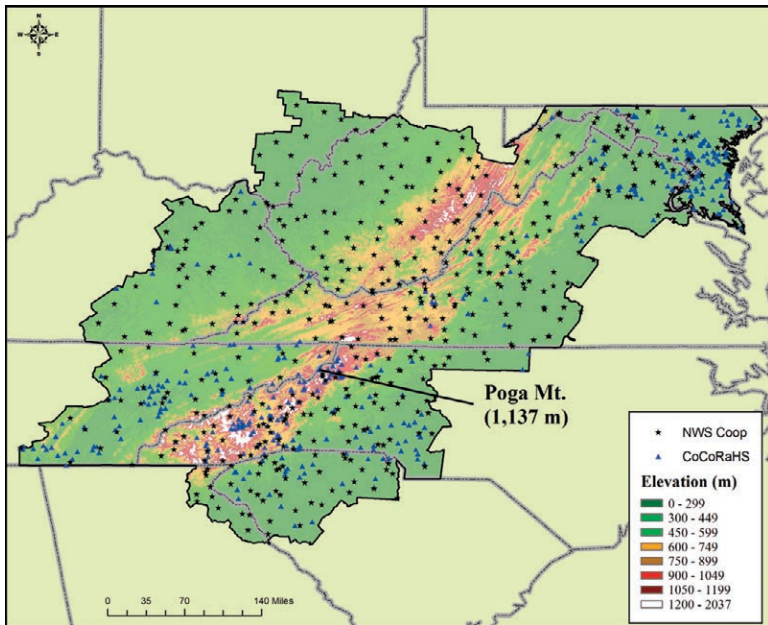 N
W E
S
Poga Mt.
(1,137 m)
NWS Coop
CoCoRaHS
Elevation (m)
0 - 299
300 - 449
450 - 599
600 - 749
750 - 899
900 - 1049
1050 - 1199
1200 - 2037
0 35 70 140 Miles